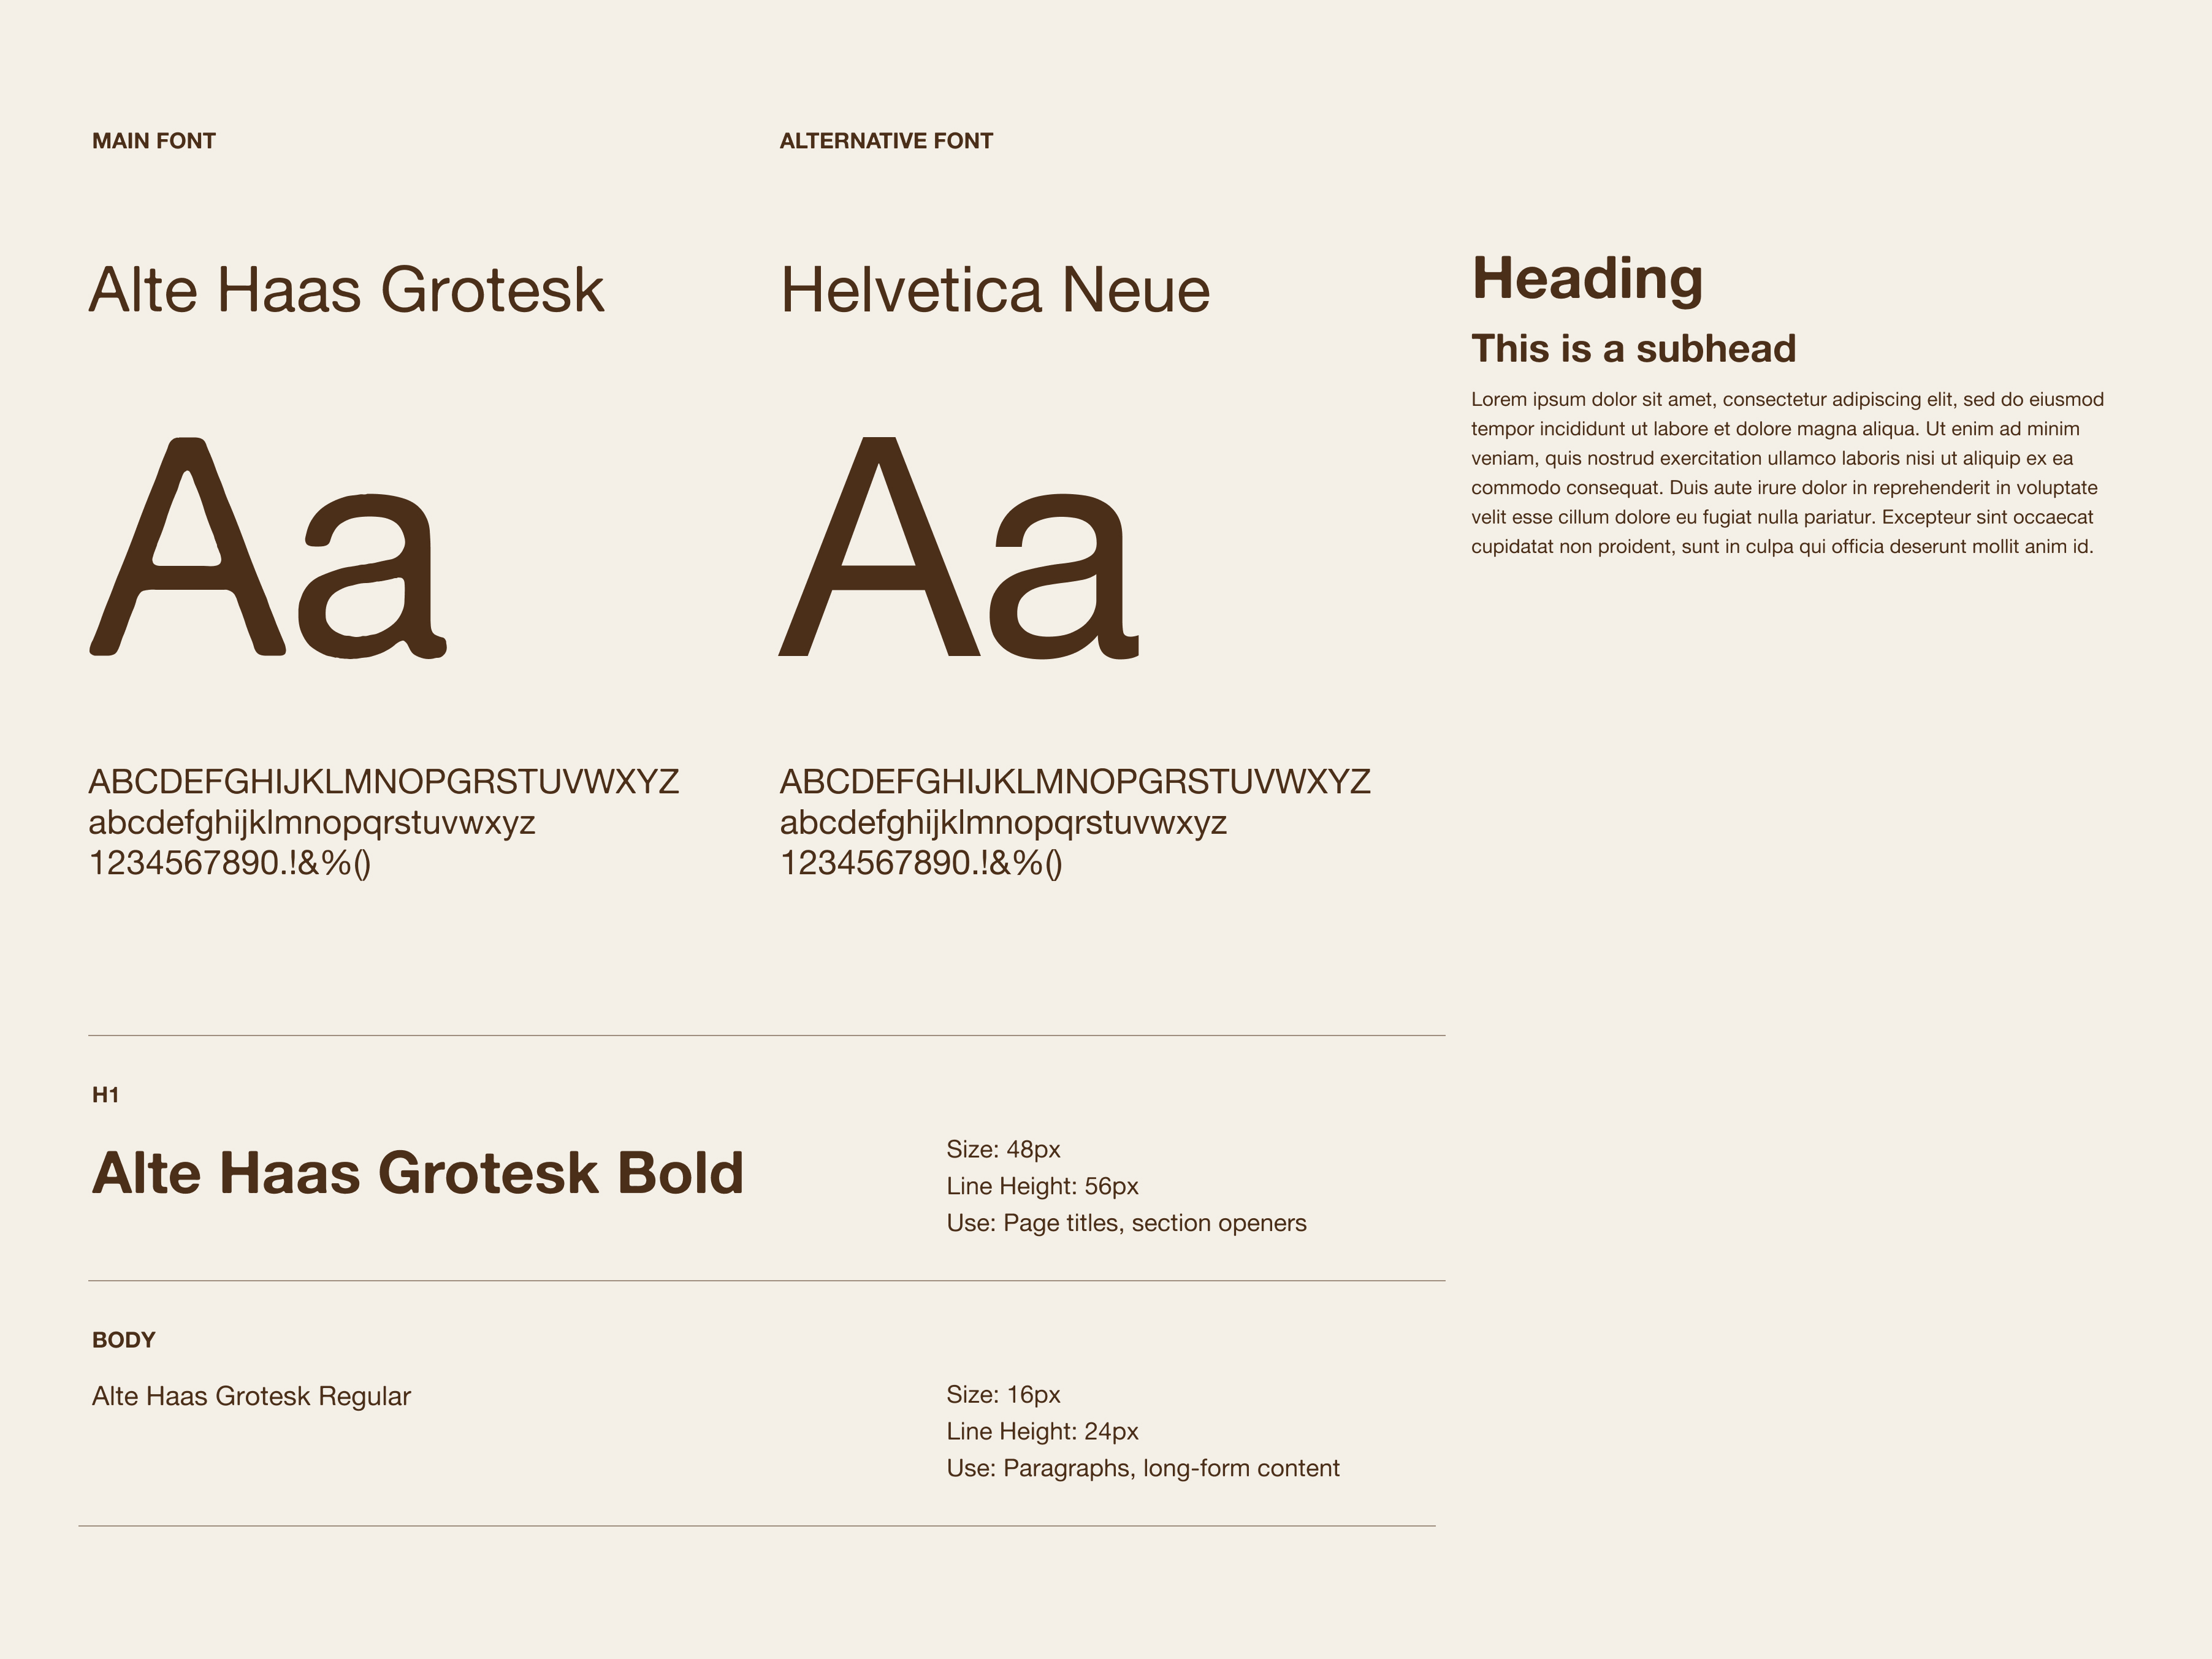 MAIN FONT
Alte Haas Grotesk
Aa
ABCDEFGHIJKLMNOPGRSTUVWXYZ
abcdefghijklmnopqrstuvwxyz
1234567890.!&%()
ALTERNATIVE FONT
Helvetica Neue
Aa
ABCDEFGHIJKLMNOPGRSTUVWXYZ
abcdefghijklmnopqrstuvwxyz
1234567890.!&%()
Heading
This is a subhead
Lorem ipsum dolor sit amet, consectetur adipiscing elit, sed do eiusmod
tempor incididunt ut labore et dolore magna aliqua. Ut enim ad minim
veniam, quis nostrud exercitation ullamco laboris nisi ut aliquip ex ea
commodo consequat. Duis aute irure dolor in reprehenderit in voluptate
velit esse cillum dolore eu fugiat nulla pariatur. Excepteur sint occaecat
cupidatat non proident, sunt in culpa qui officia deserunt mollit anim id.
H1
Alte Haas Grotesk Bold
Size: 48px
Line Height: 56px
Use: Page titles, section openers
BODY
Alte Haas Grotesk Regular
Size: 16px
Line Height: 24px
Use: Paragraphs, long-form content